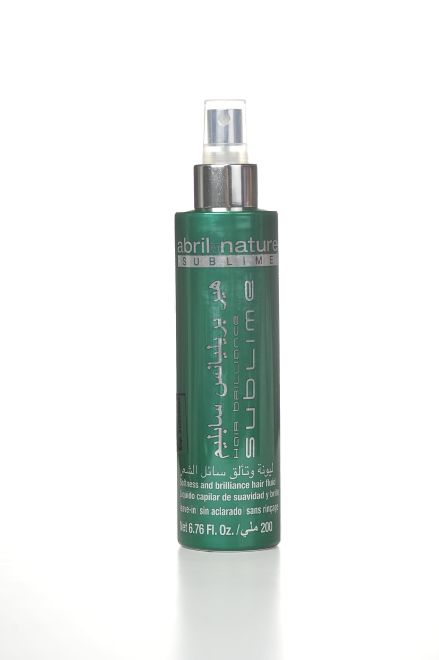 abril nature
SUBLIME
هير بريليانس سابليم
HAIR BRILLIANCE
SUBLIME
ليونة وتألق سائل الشعر
Softness and brilliance hair fluid
Líquido capilar de suavidad y brillo
leave-in sin aclarado sans rinçage
Net 6.76 Fl. Oz. / ملي 200